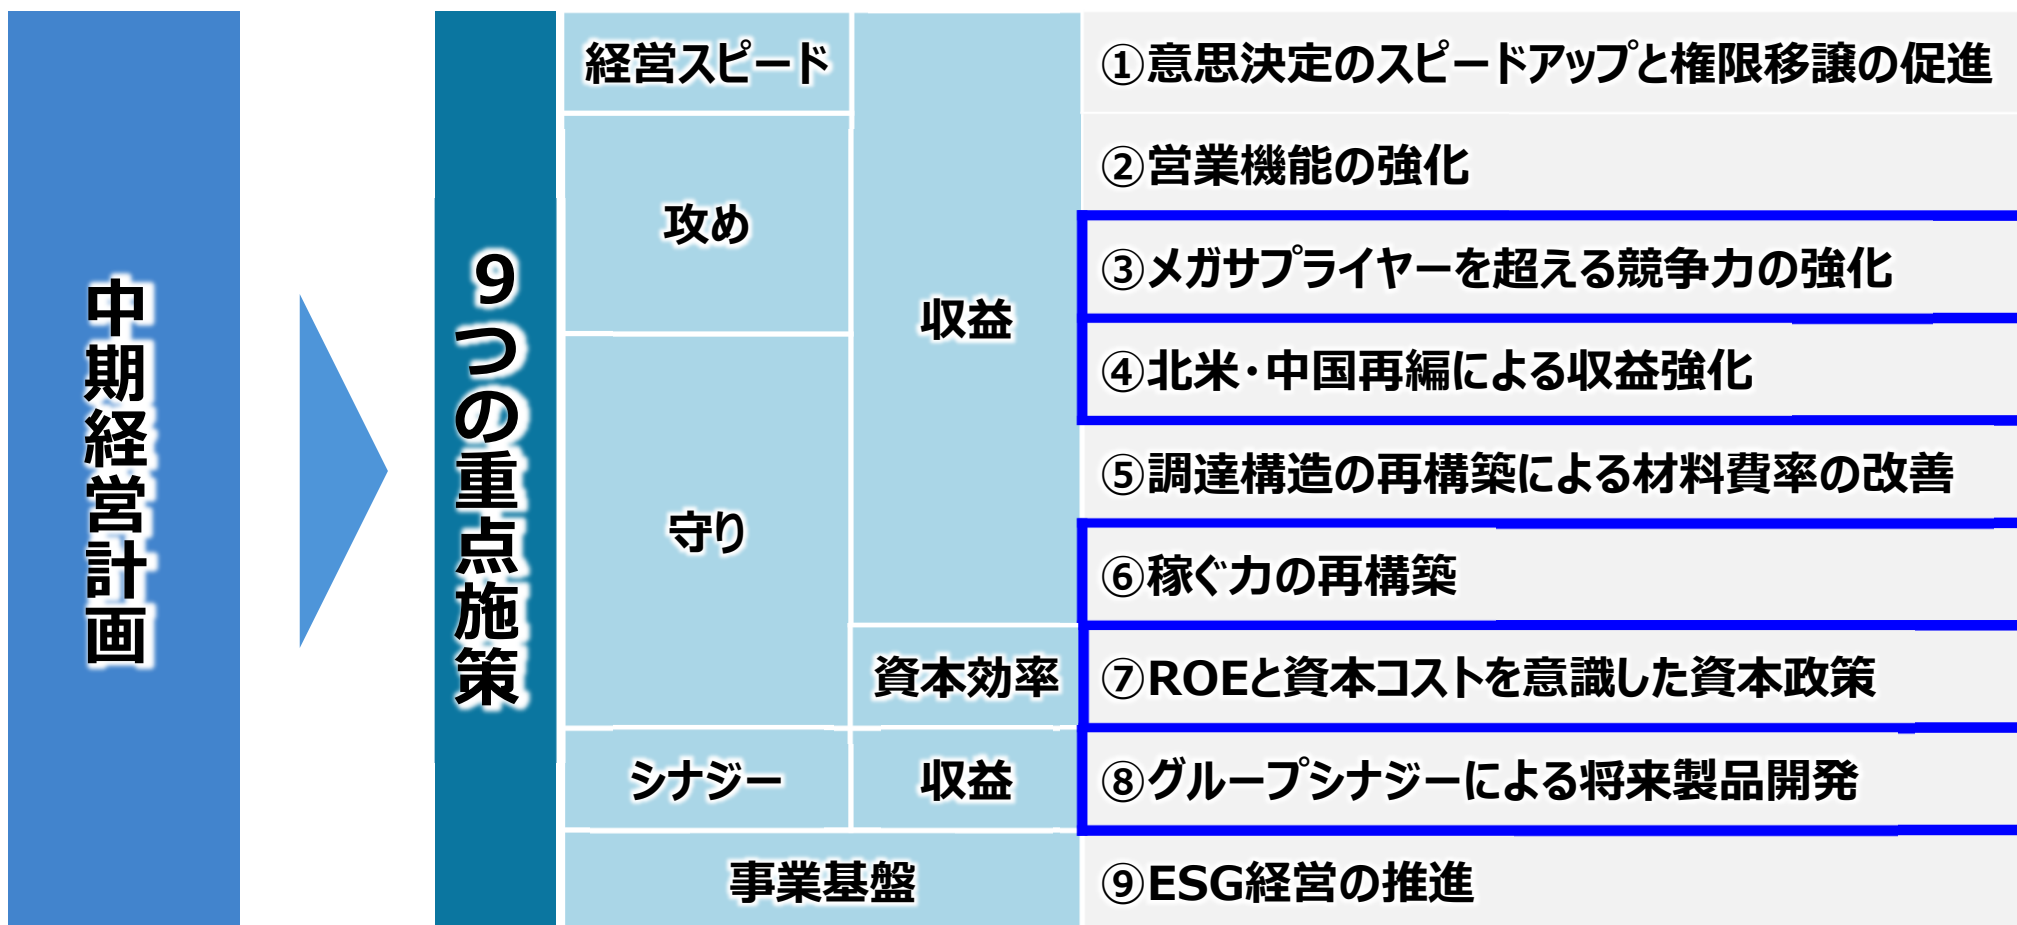 中期経営計画
９つの重点施策
経営スピード
攻め
守り
シナジー
事業基盤
収益
資本効率
収益
①意思決定のスピードアップと権限移譲の促進
②営業機能の強化
③メガサプライヤーを超える競争力の強化
④北米・中国再編による収益強化
⑤調達構造の再構築による材料費率の改善
⑥稼ぐ力の再構築
⑦ROEと資本コストを意識した資本政策
⑧グループシナジーによる将来製品開発
⑨ESG経営の推進